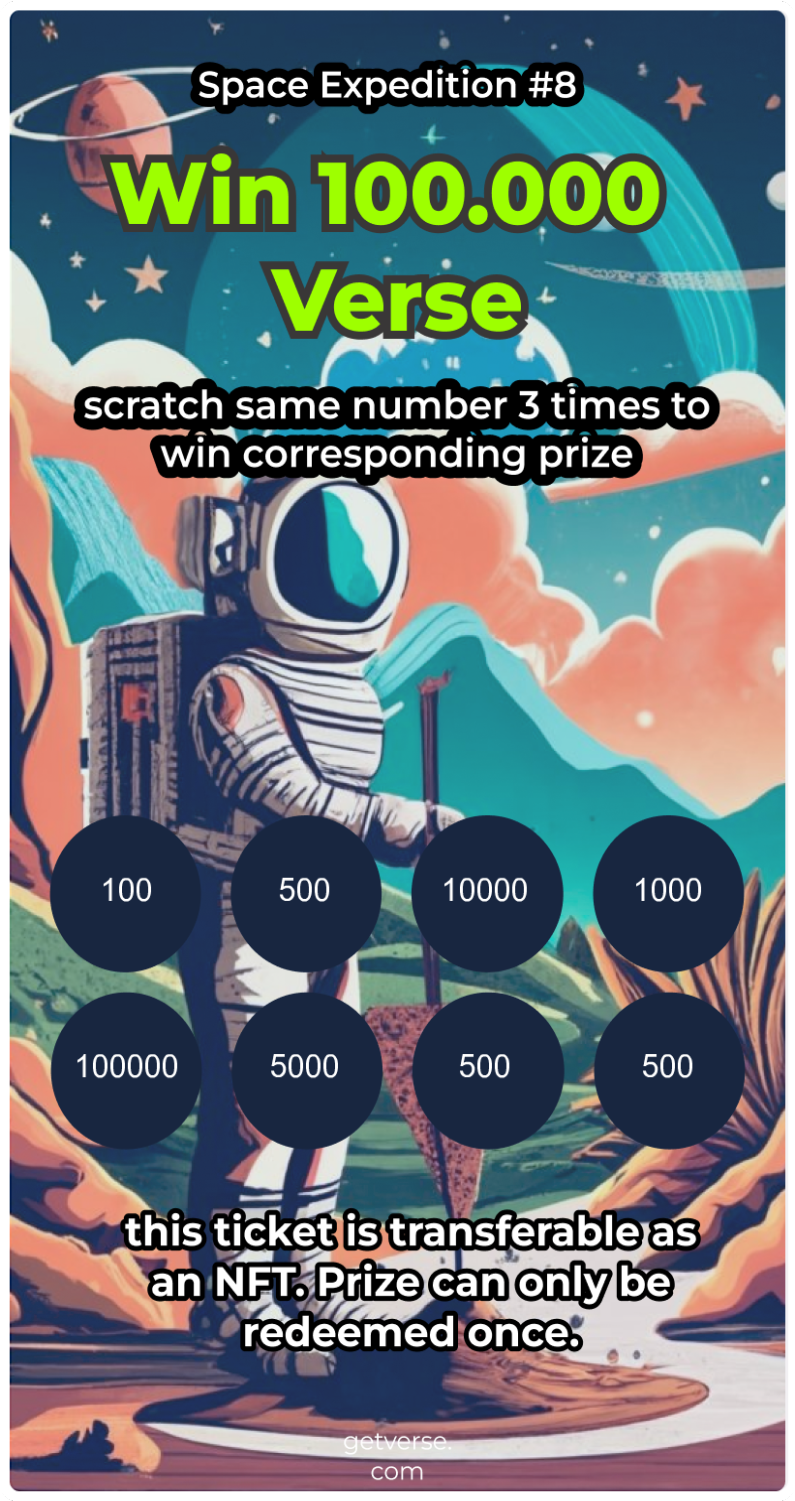 Space Expedition #8
Win 100.000
Verse
scratch same number 3 times to
win corresponding prize
100 500 10000 1000
100000 5000 500 500
this ticket is transferable as
an NFT. Prize can only be
redeemed once.
getverse.
com